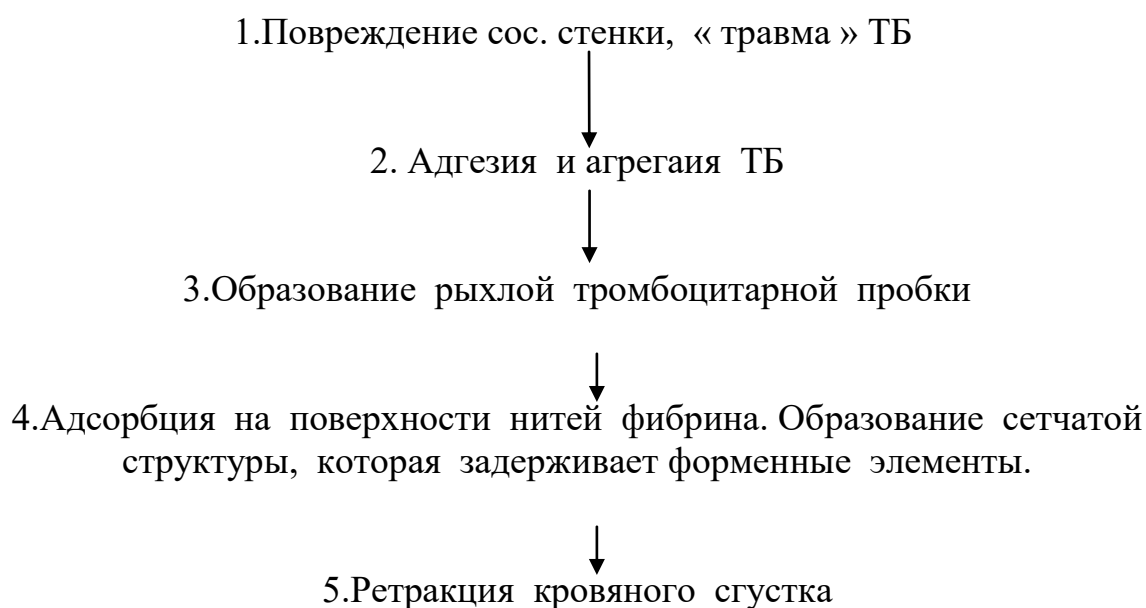 1.Повреждение сос. стенки, « травма » ТБ
2. Адгезия и агрегаия ТБ
3.Образование рыхлой тромбоцитарной пробки
4.Адсорбция на поверхности нитей фибрина. Образование сетчатой
структуры, которая задерживает форменные элементы.
5.Ретракция кровяного сгустка